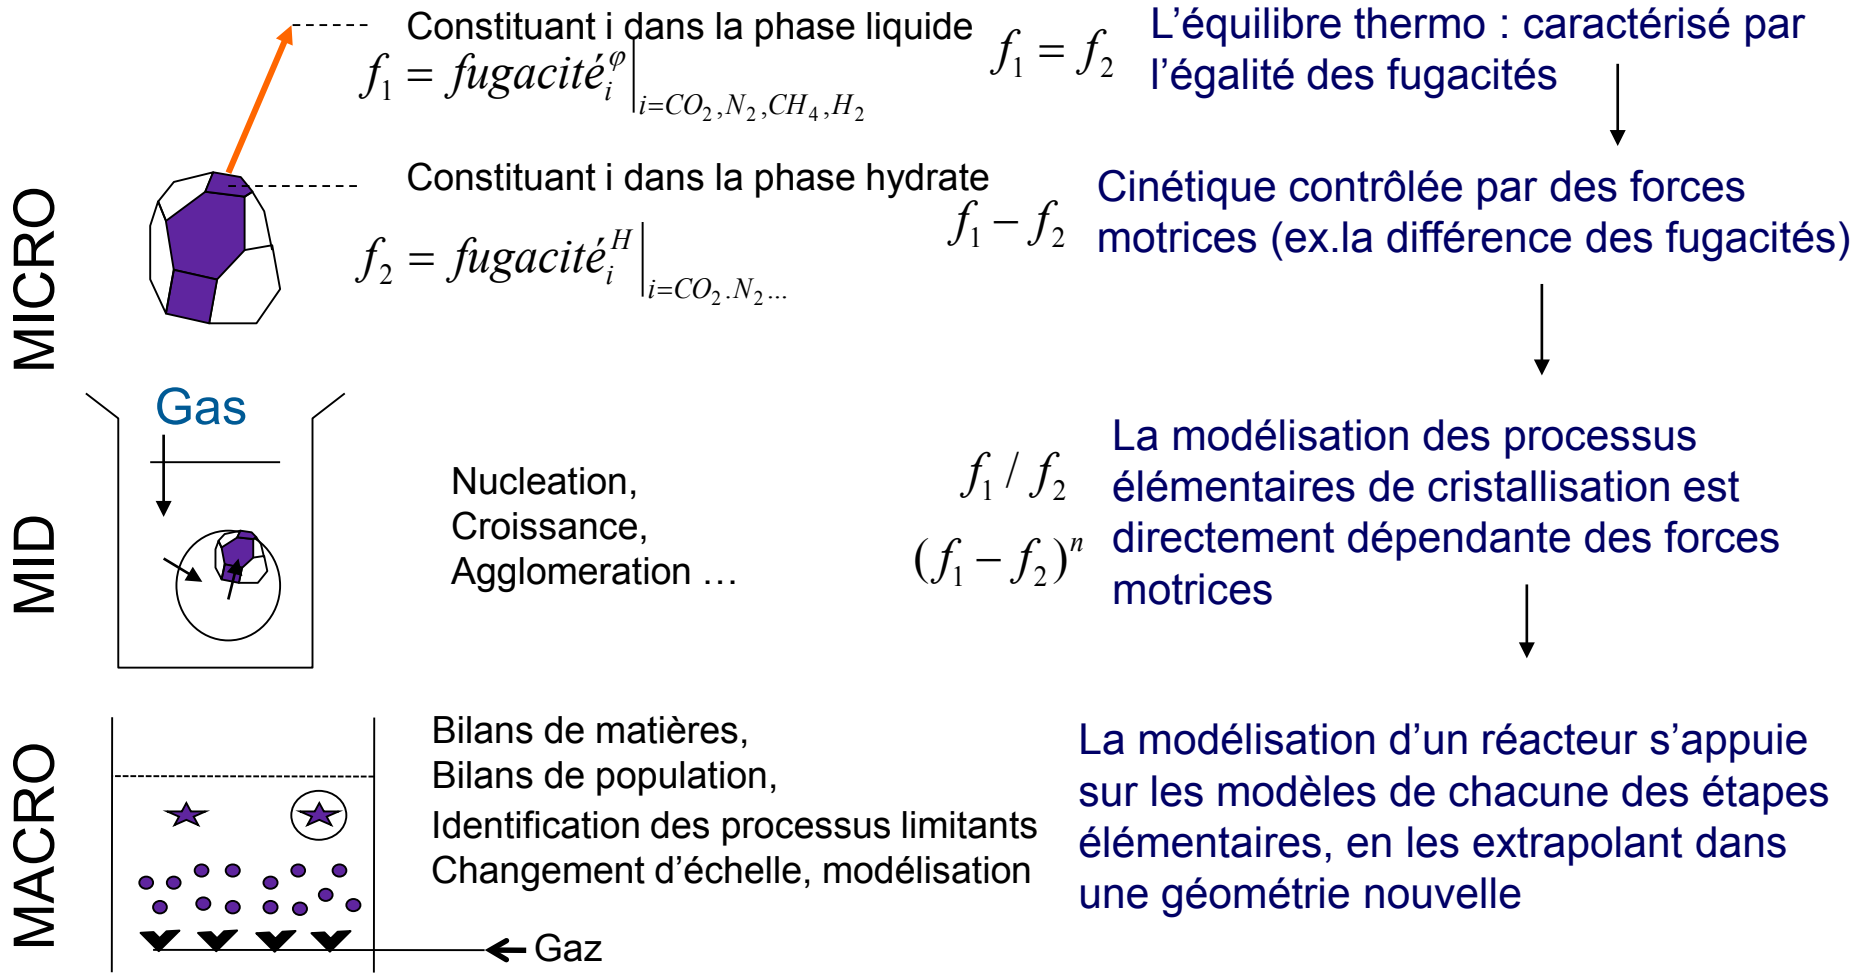 MICRO
Constituant i dans la phase liquide
f₁ = fugacité_i^φ |_{i=CO₂,N₂,CH₄,H₂}
f₁ = f₂
L’équilibre thermo : caractérisé par
l’égalité des fugacités
Constituant i dans la phase hydrate
f₂ = fugacité_i^H |_{i=CO₂.N₂...}
f₁ − f₂
Cinétique contrôlée par des forces
motrices (ex.la différence des fugacités)
MID
Gas
Nucleation,
Croissance,
Agglomeration …
f₁ / f₂
(f₁ − f₂)ⁿ
La modélisation des processus
élémentaires de cristallisation est
directement dépendante des forces
motrices
MACRO
Bilans de matières,
Bilans de population,
Identification des processus limitants
Changement d’échelle, modélisation
Gaz
La modélisation d’un réacteur s’appuie
sur les modèles de chacune des étapes
élémentaires, en les extrapolant dans
une géométrie nouvelle